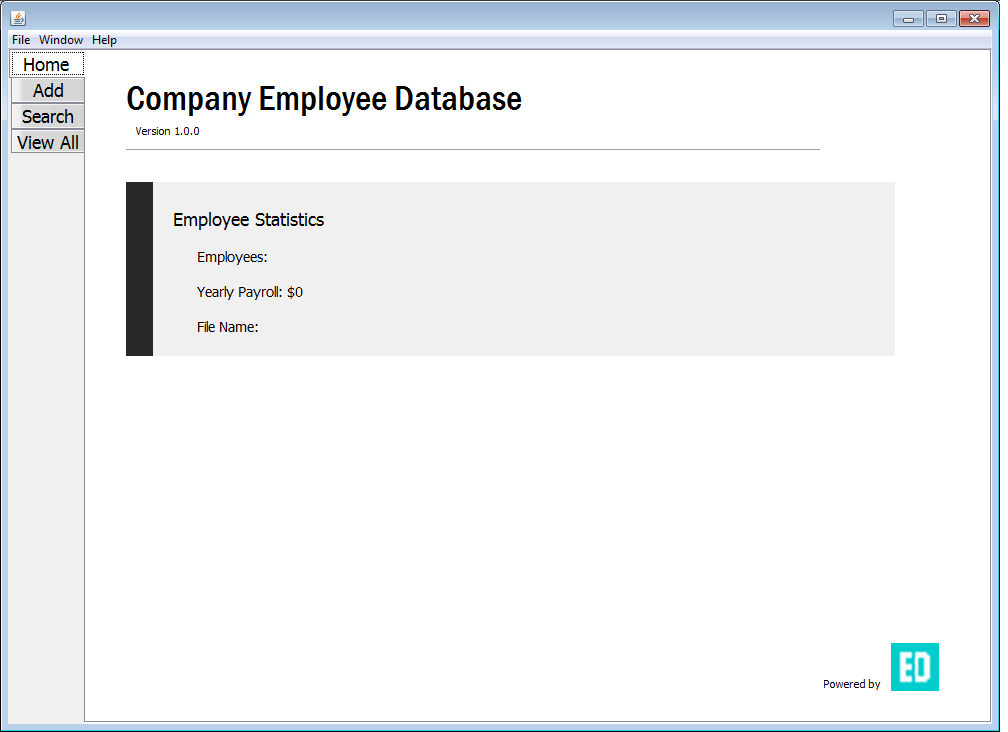 File Window Help
Home
Add
Search
View All
Company Employee Database
Version 1.0.0
Employee Statistics
Employees:
Yearly Payroll: $0
File Name:
Powered by
ED